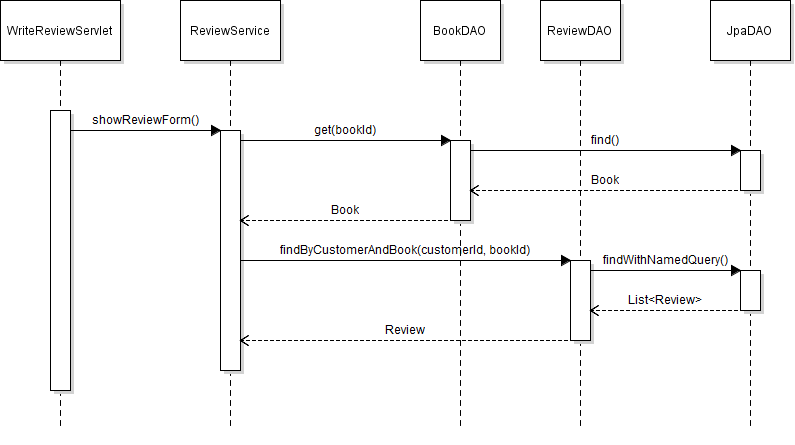 WriteReviewServlet
ReviewService
BookDAO
ReviewDAO
JpaDAO
showReviewForm()
get(bookId)
find()
Book
Book
findByCustomerAndBook(customerId, bookId)
findWithNamedQuery()
List<Review>
Review